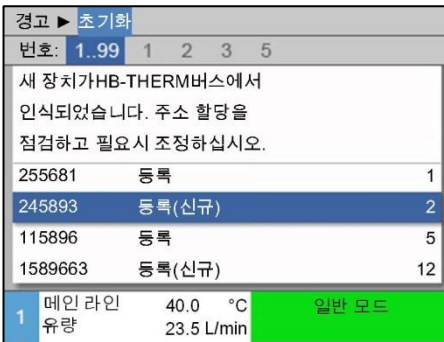 경고 ▶ 초기화
번호: 1..99 1 2 3 5
새 장치가HB-THERM버스에서
인식되었습니다. 주소 할당을
점검하고 필요시 조정하십시오.
255681 등록 1
245893 등록(신규) 2
115896 등록 5
1589663 등록(신규) 12
1 메인 라인 40.0 °C 일반 모드
유량 23.5 L/min